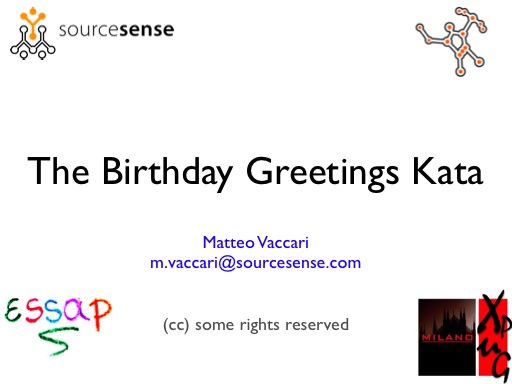 sourcesense
The Birthday Greetings Kata
Matteo Vaccari
m.vaccari@sourcesense.com
essap
(cc) some rights reserved
MILANO
XPUG